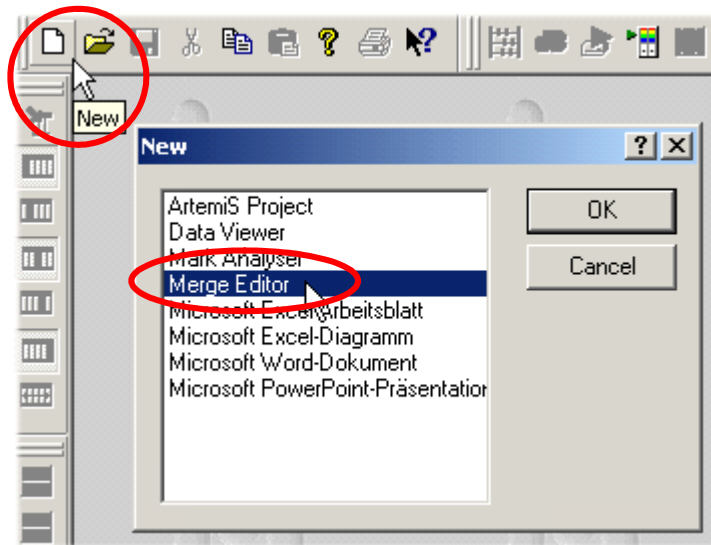 New
New
ArtemiS Project
OK
Data Viewer
Mark Analyser
Cancel
Merge Editor
Microsoft Excel-Arbeitsblatt
Microsoft Excel-Diagramm
Microsoft Word-Dokument
Microsoft PowerPoint-Präsentation